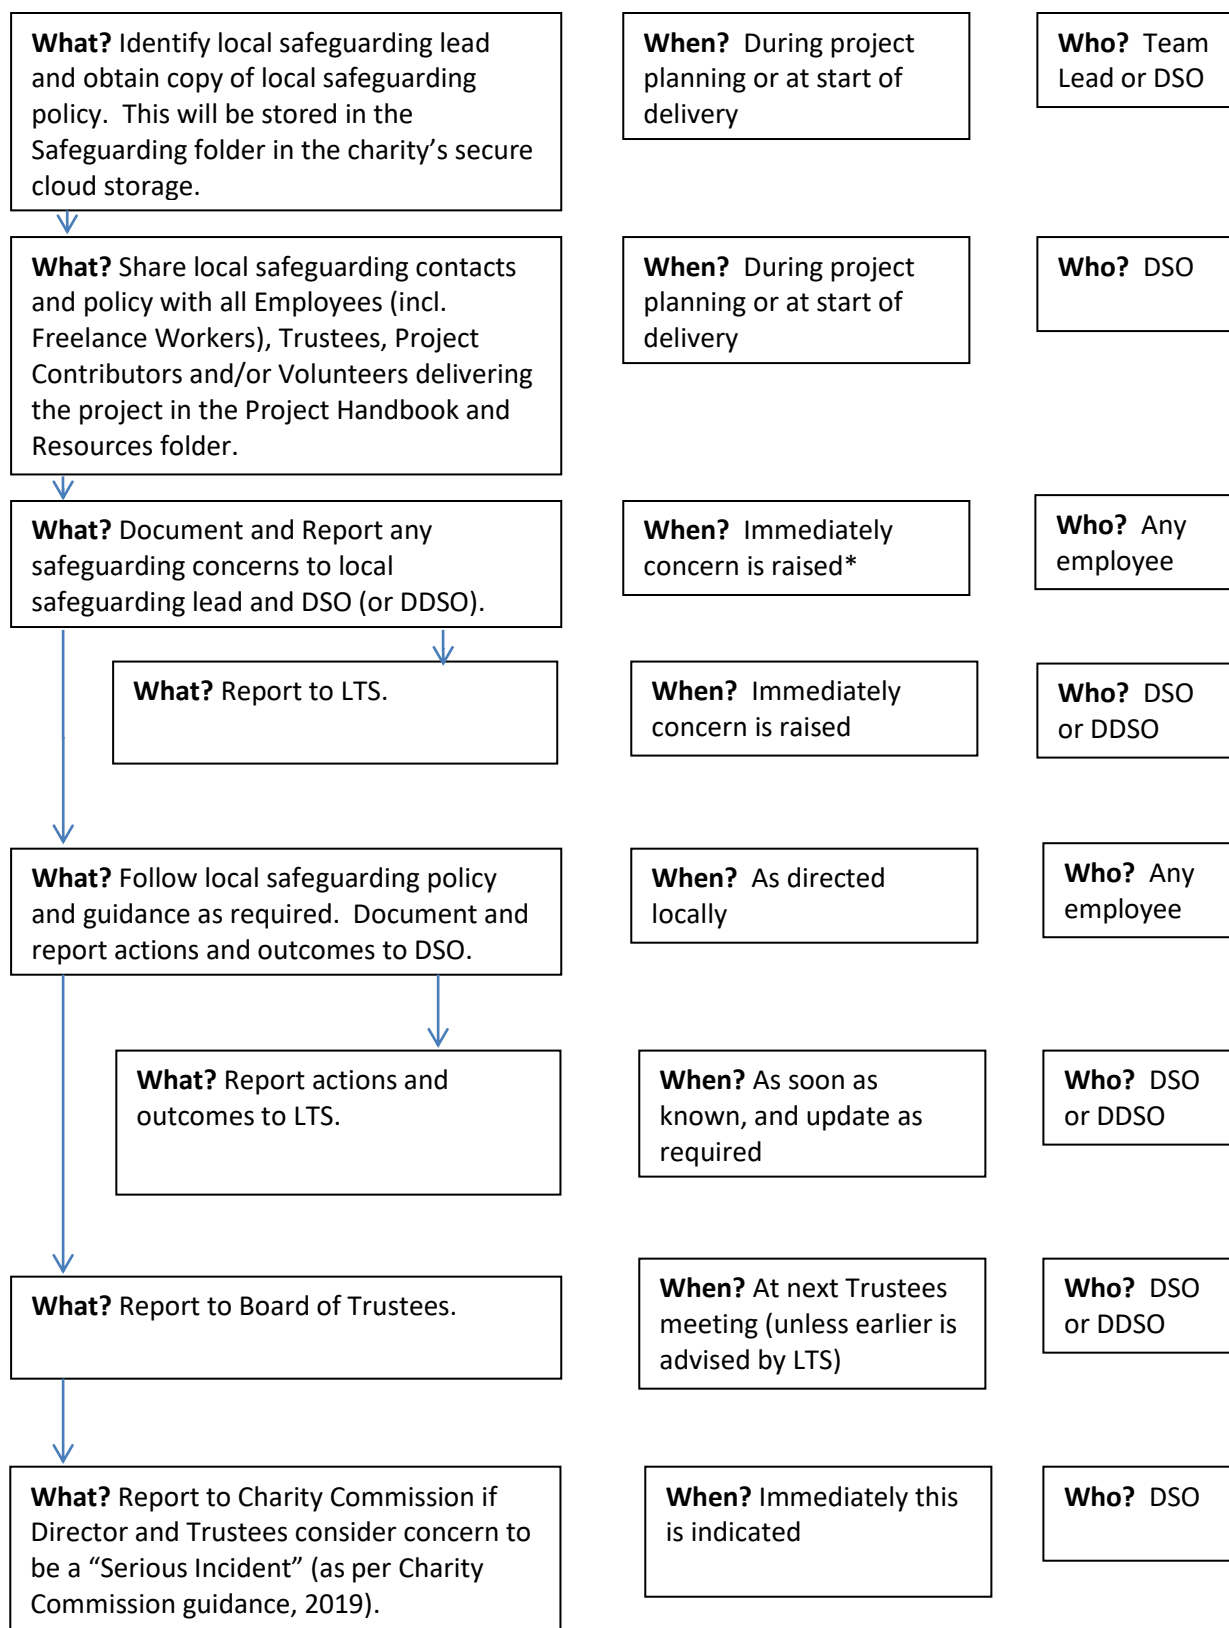 What? Identify local safeguarding lead
and obtain copy of local safeguarding
policy.  This will be stored in the
Safeguarding folder in the charity’s secure
cloud storage.
When?  During project
planning or at start of
delivery
Who?  Team
Lead or DSO
What? Share local safeguarding contacts
and policy with all Employees (incl.
Freelance Workers), Trustees, Project
Contributors and/or Volunteers delivering
the project in the Project Handbook and
Resources folder.
When?  During project
planning or at start of
delivery
Who?  DSO
What? Document and Report any
safeguarding concerns to local
safeguarding lead and DSO (or DDSO).
When?  Immediately
concern is raised*
Who?  Any
employee
What? Report to LTS.
When?  Immediately
concern is raised
Who?  DSO
or DDSO
What? Follow local safeguarding policy
and guidance as required.  Document and
report actions and outcomes to DSO.
When?  As directed
locally
Who?  Any
employee
What? Report actions and
outcomes to LTS.
When? As soon as
known, and update as
required
Who?  DSO
or DDSO
What? Report to Board of Trustees.
When? At next Trustees
meeting (unless earlier is
advised by LTS)
Who?  DSO
or DDSO
What? Report to Charity Commission if
Director and Trustees consider concern to
be a “Serious Incident” (as per Charity
Commission guidance, 2019).
When? Immediately this
is indicated
Who?  DSO